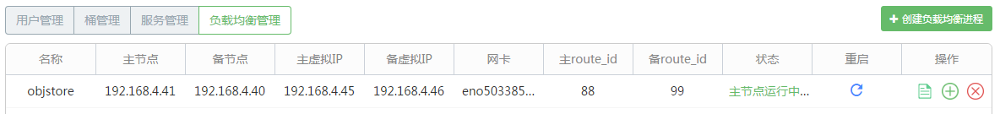 用户管理 桶管理 服务管理 负载均衡管理 + 创建负载均衡进程
名称 主节点 备节点 主虚拟IP 备虚拟IP 网卡 主route_id 备route_id 状态 重启 操作
objstore 192.168.4.41 192.168.4.40 192.168.4.45 192.168.4.46 eno503385... 88 99 主节点运行中...